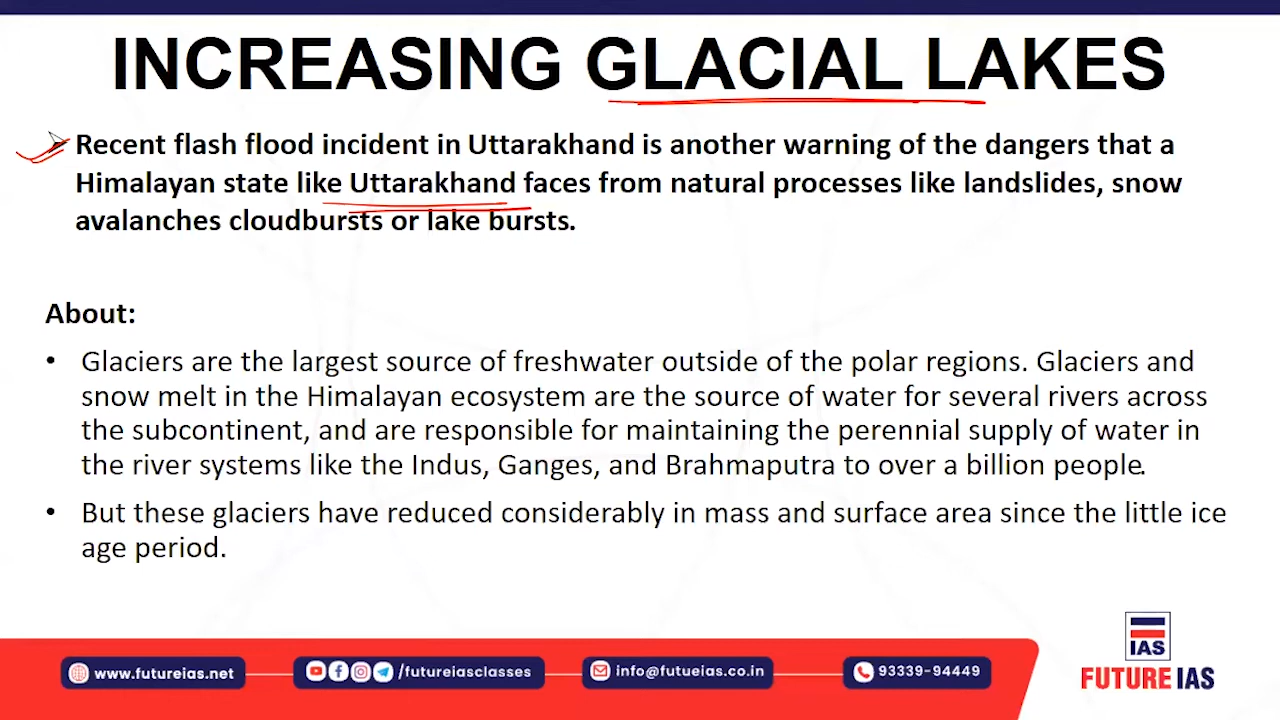 INCREASING GLACIAL LAKES
Recent flash flood incident in Uttarakhand is another warning of the dangers that a
Himalayan state like Uttarakhand faces from natural processes like landslides, snow
avalanches cloudbursts or lake bursts.
About:
• Glaciers are the largest source of freshwater outside of the polar regions. Glaciers and
snow melt in the Himalayan ecosystem are the source of water for several rivers across
the subcontinent, and are responsible for maintaining the perennial supply of water in
the river systems like the Indus, Ganges, and Brahmaputra to over a billion people.
• But these glaciers have reduced considerably in mass and surface area since the little ice
age period.
IAS
FUTURE IAS
www.futureias.net
/futureiasclasses
info@futueias.co.in
93339-94449